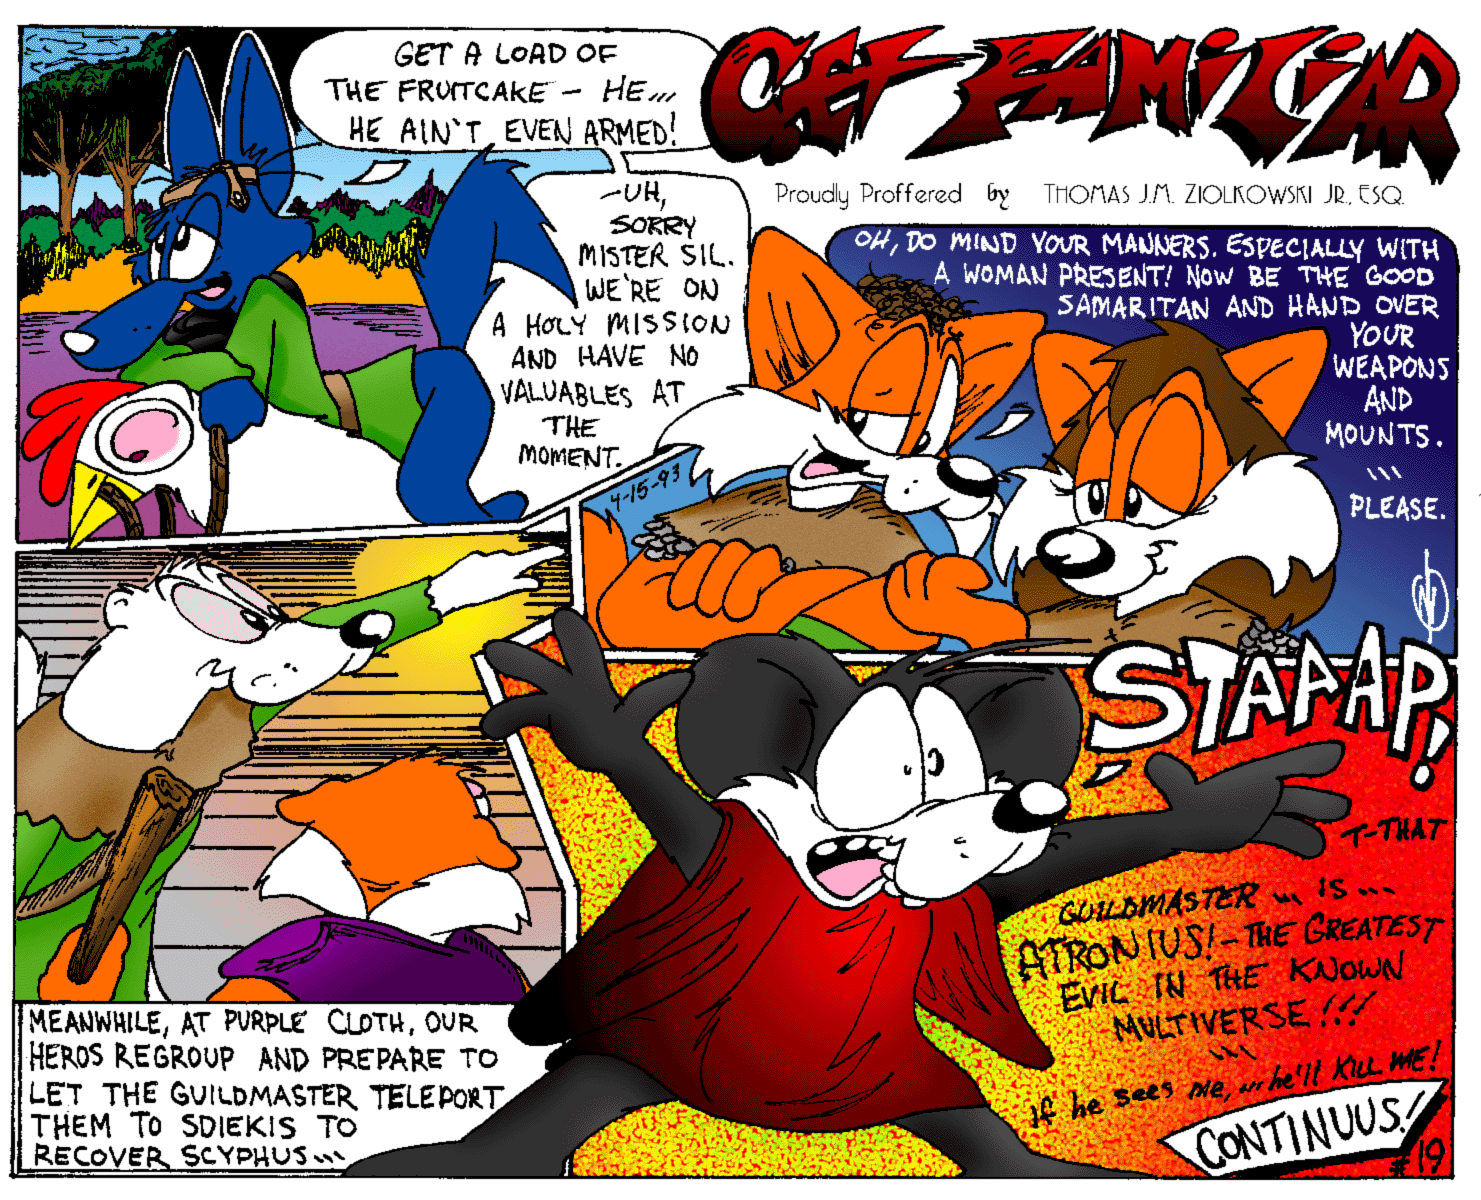 GET A LOAD OF
THE FRUITCAKE – HE...
HE AIN'T EVEN ARMED!
GET FAMILIAR
Proudly Proffered by THOMAS J.M. ZIOLKOWSKI JR., ESQ.
-UH,
SORRY
MISTER SIL.
WE'RE ON
A HOLY MISSION
AND HAVE NO
VALUABLES AT
THE
MOMENT.
OH, DO MIND YOUR MANNERS. ESPECIALLY WITH
A WOMAN PRESENT! NOW BE THE GOOD
SAMARITAN AND HAND OVER
YOUR
WEAPONS
AND
MOUNTS.
...
PLEASE.
4-15-93
MEANWHILE, AT PURPLE CLOTH, OUR
HEROS REGROUP AND PREPARE TO
LET THE GUILDMASTER TELEPORT
THEM TO SDIEKIS TO
RECOVER SCYPHUS...
STAAAP!
T-THAT
GUILDMASTER ... IS ...
ATRONIUS! – THE GREATEST
EVIL IN THE KNOWN
MULTIVERSE!!!
...
If he sees me, ... he'll KILL ME!
CONTINUUS!
#19